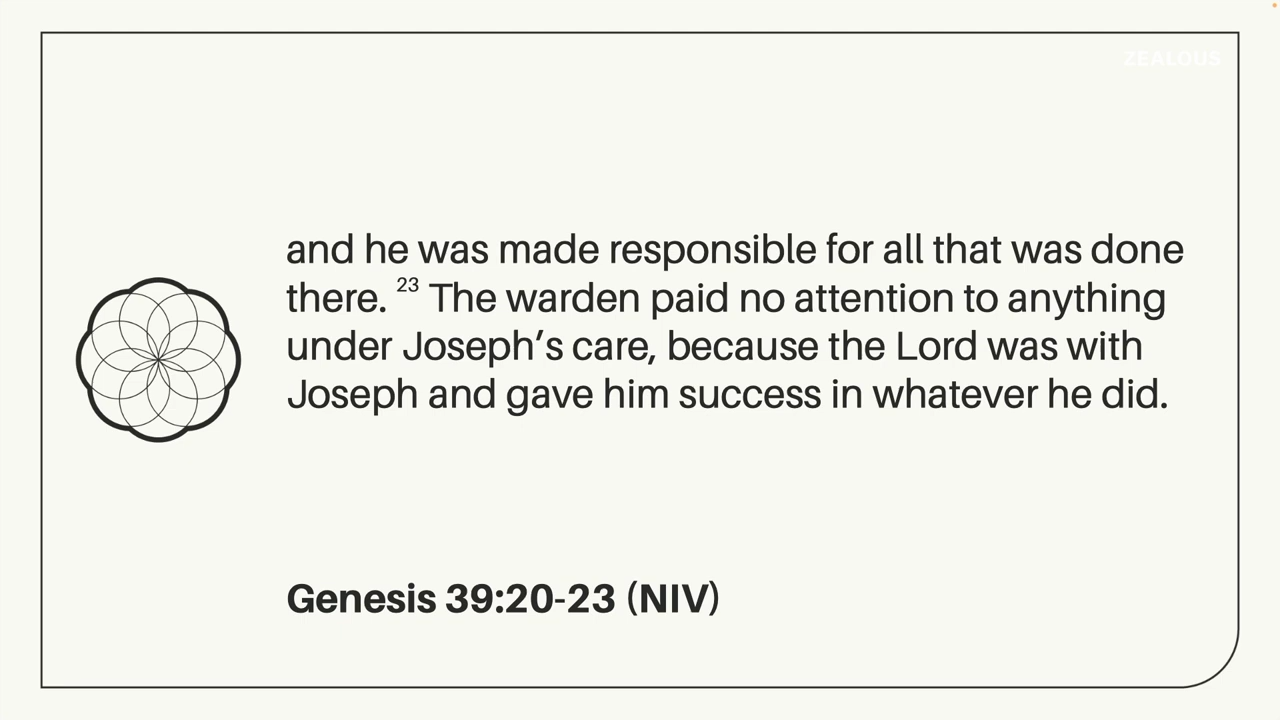 ZEALOUS
and he was made responsible for all that was done
there. 23 The warden paid no attention to anything
under Joseph’s care, because the Lord was with
Joseph and gave him success in whatever he did.
Genesis 39:20-23 (NIV)